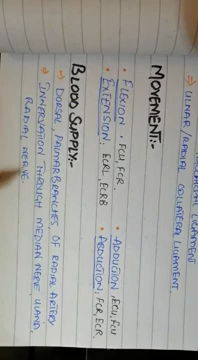 LIGAMENT
→ ULNAR/RADIAL COLLATERAL LIGAMENT.
MOVEMENT:-
• FLEXION, FCU, FCR. • ADDUCTION, ECU, FCU
• EXTENSION, ECRL, ECRB • ABDUCTION, FCR, ECR.
BLOOD SUPPLY:-
→ DORSAL, PALMAR BRANCHES OF RADIAL ARTERY
→ INNERVATION THROUGH MEDIAN NERVE, ULNAR,
RADIAL NERVE.